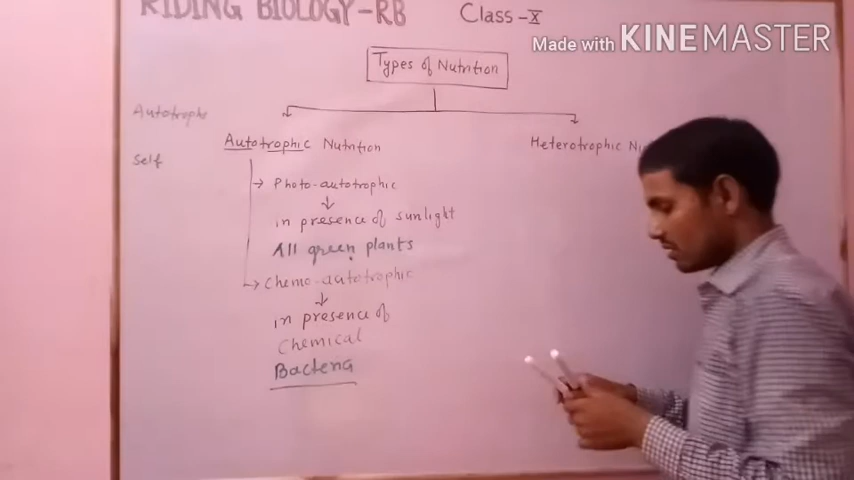 RIDING BIOLOGY-RB Class-X
Made with KINEMASTER
Types of Nutrition
Autotrophs
Autotrophic Nutrition
Heterotrophic
Self
Photo-autotrophic
in presence of sunlight
All green plants
Chemo-autotrophic
in presence of
Chemical
Bacteria